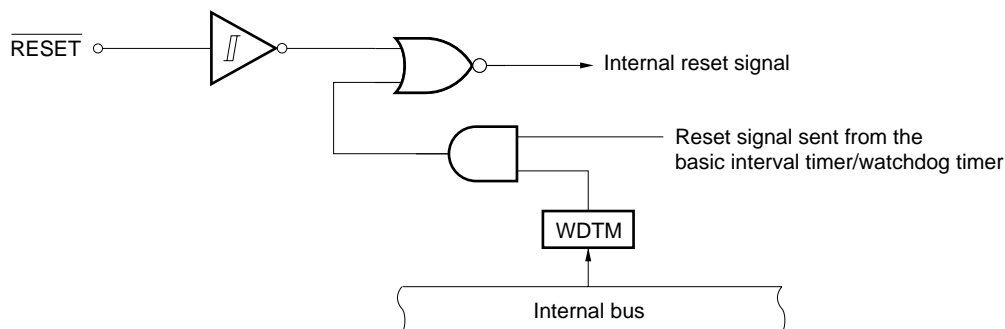 RESET
Internal reset signal
Reset signal sent from the
basic interval timer/watchdog timer
WDTM
Internal bus